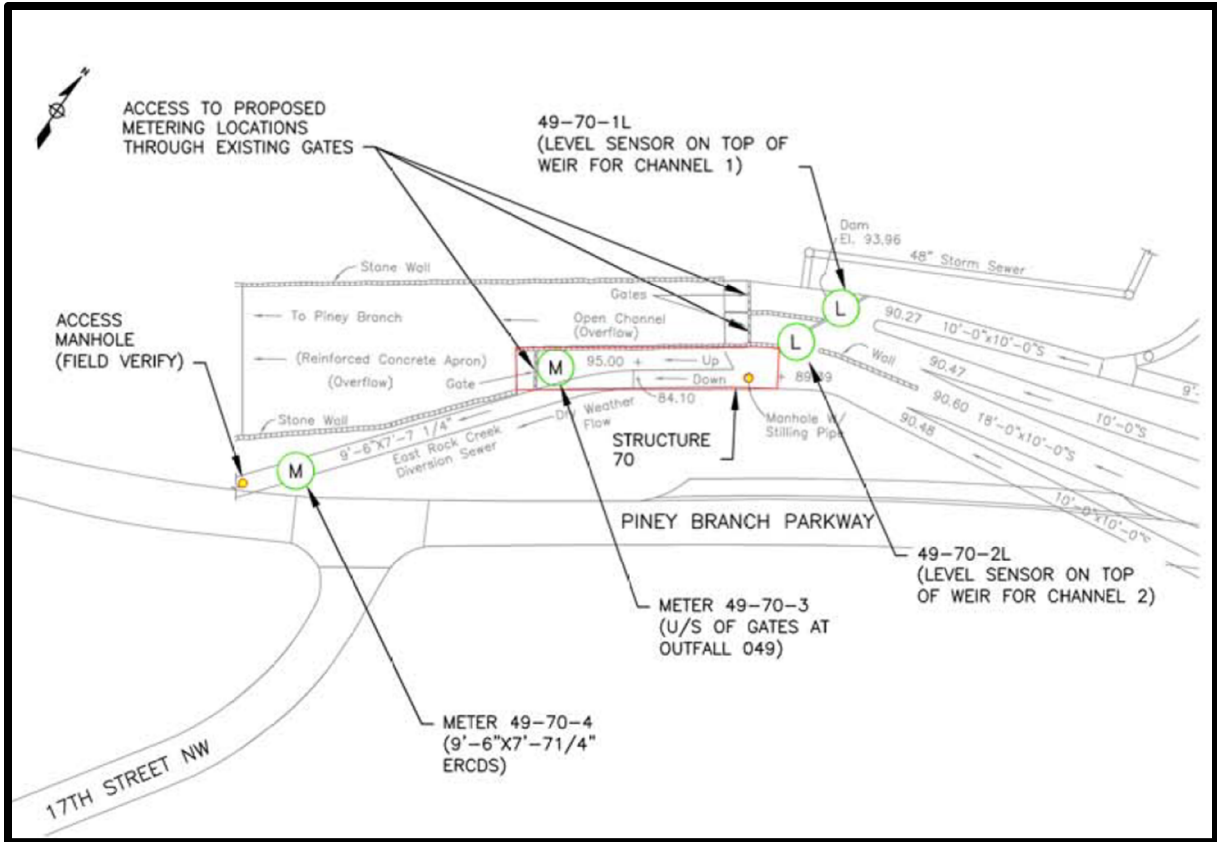 N
ACCESS TO PROPOSED
METERING LOCATIONS
THROUGH EXISTING GATES
49-70-1L
(LEVEL SENSOR ON TOP OF
WEIR FOR CHANNEL 1)
Dam
El. 93.96
48" Storm Sewer
Stone Wall
Gates
L
To Piney Branch
Open Channel
(Overflow)
90.27 10'-0"x10'-0"S
ACCESS
MANHOLE
(FIELD VERIFY)
L
Wall
(Reinforced Concrete Apron)
(Overflow)
M
95.00 + Up
90.47 10'-0"S
Gate
Down
84.10
90.60 18'-0"x10'-0"S
Stone Wall
9'-6"X7'-7 1/4"
East Rock Creek
Diversion Sewer
Dry Weather
Flow
STRUCTURE
70
Manhole W/
Stilling Pipe
90.48 10'-0"x10'-0"S
M
PINEY BRANCH PARKWAY
49-70-2L
(LEVEL SENSOR ON TOP
OF WEIR FOR CHANNEL 2)
METER 49-70-3
(U/S OF GATES AT
OUTFALL 049)
METER 49-70-4
(9'-6"X7'-71/4"
ERCDS)
17TH STREET NW